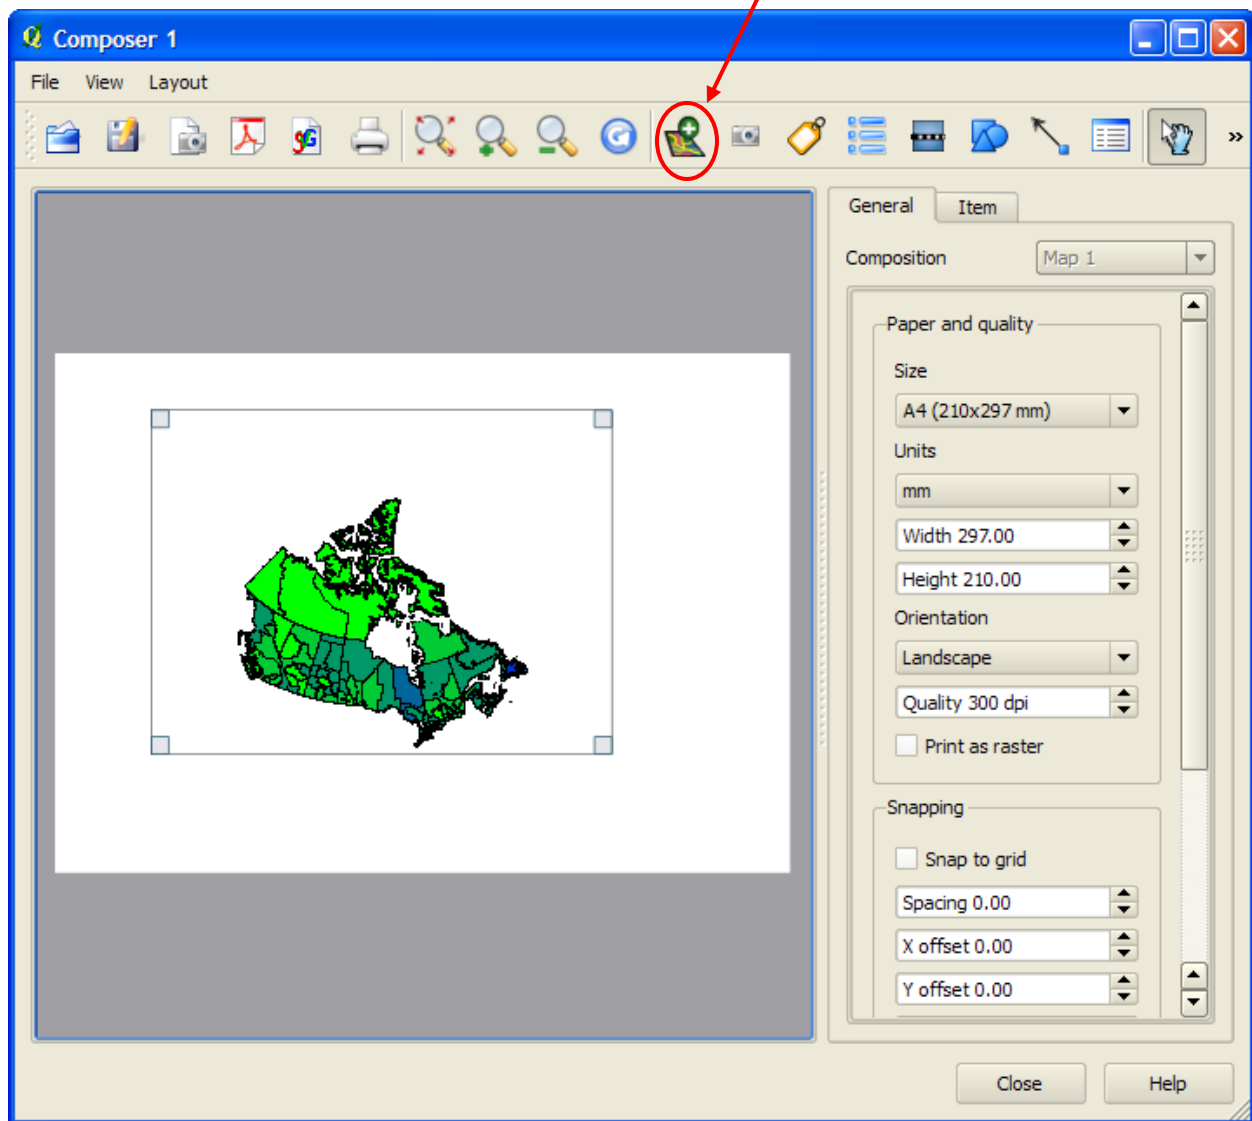 Composer 1
File View Layout
General Item
Composition Map 1
Paper and quality
Size
A4 (210x297 mm)
Units
mm
Width 297.00
Height 210.00
Orientation
Landscape
Quality 300 dpi
Print as raster
Snapping
Snap to grid
Spacing 0.00
X offset 0.00
Y offset 0.00
Close Help